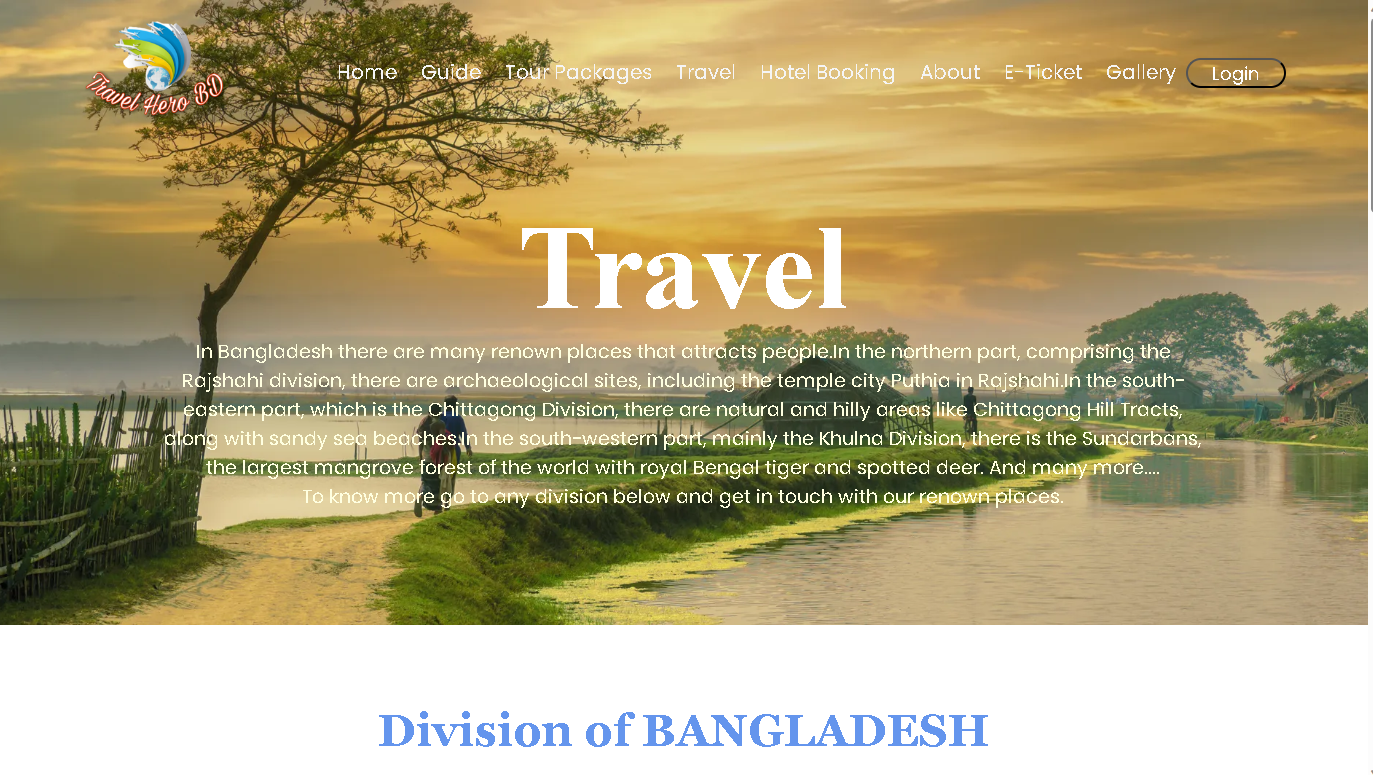 Travel Hero BD
Home Guide Tour Packages Travel Hotel Booking About E-Ticket Gallery Login
Travel
In Bangladesh there are many renown places that attracts people.In the northern part, comprising the
Rajshahi division, there are archaeological sites, including the temple city Puthia in Rajshahi.In the south-
eastern part, which is the Chittagong Division, there are natural and hilly areas like Chittagong Hill Tracts,
along with sandy sea beaches.In the south-western part, mainly the Khulna Division, there is the Sundarbans,
the largest mangrove forest of the world with royal Bengal tiger and spotted deer. And many more....
To know more go to any division below and get in touch with our renown places.
Division of BANGLADESH